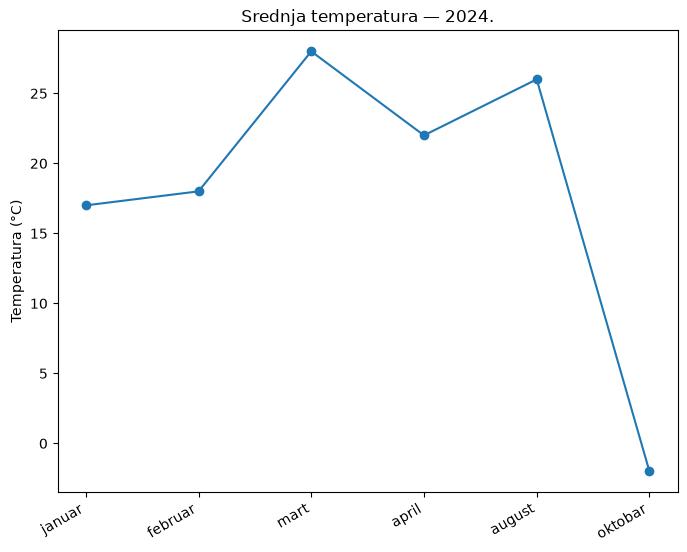 Srednja temperatura — 2024.
Temperatura (°C)
25
20
15
10
5
0
januar
februar
mart
april
august
oktobar